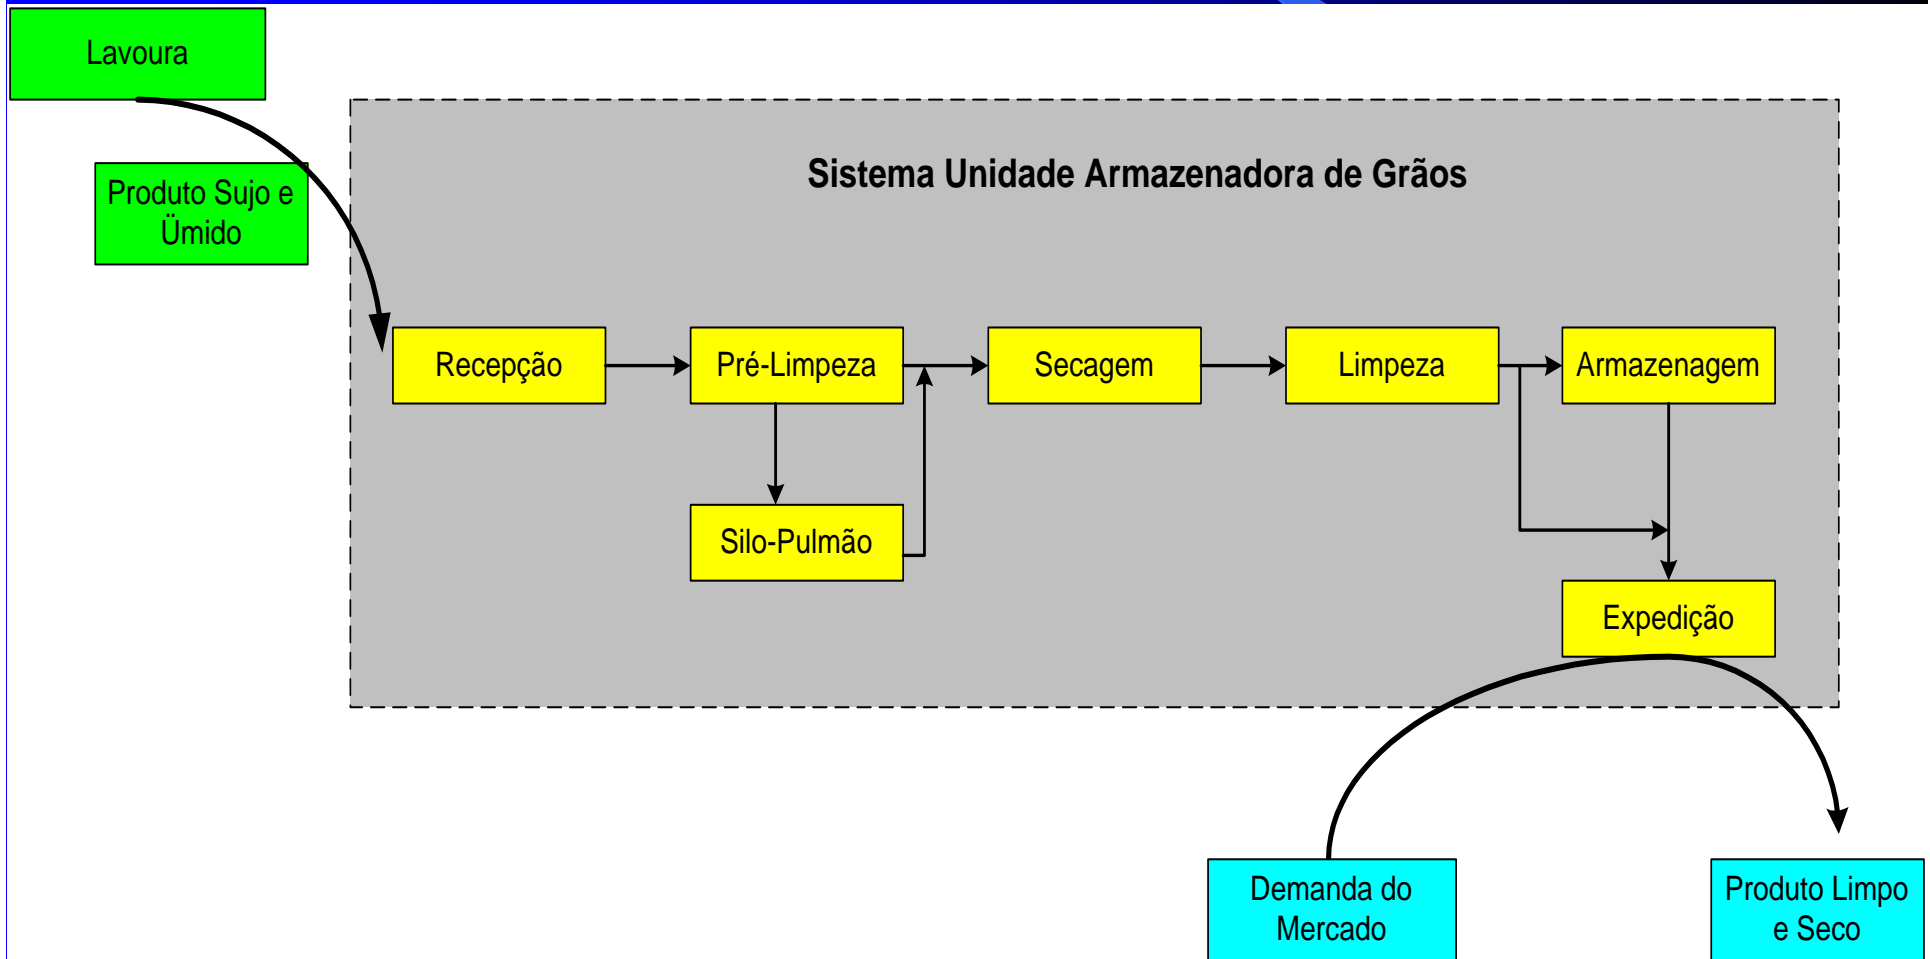 Lavoura
Produto Sujo e
Ümido
Sistema Unidade Armazenadora de Grãos
Recepção
Pré-Limpeza
Secagem
Limpeza
Armazenagem
Silo-Pulmão
Expedição
Demanda do
Mercado
Produto Limpo
e Seco